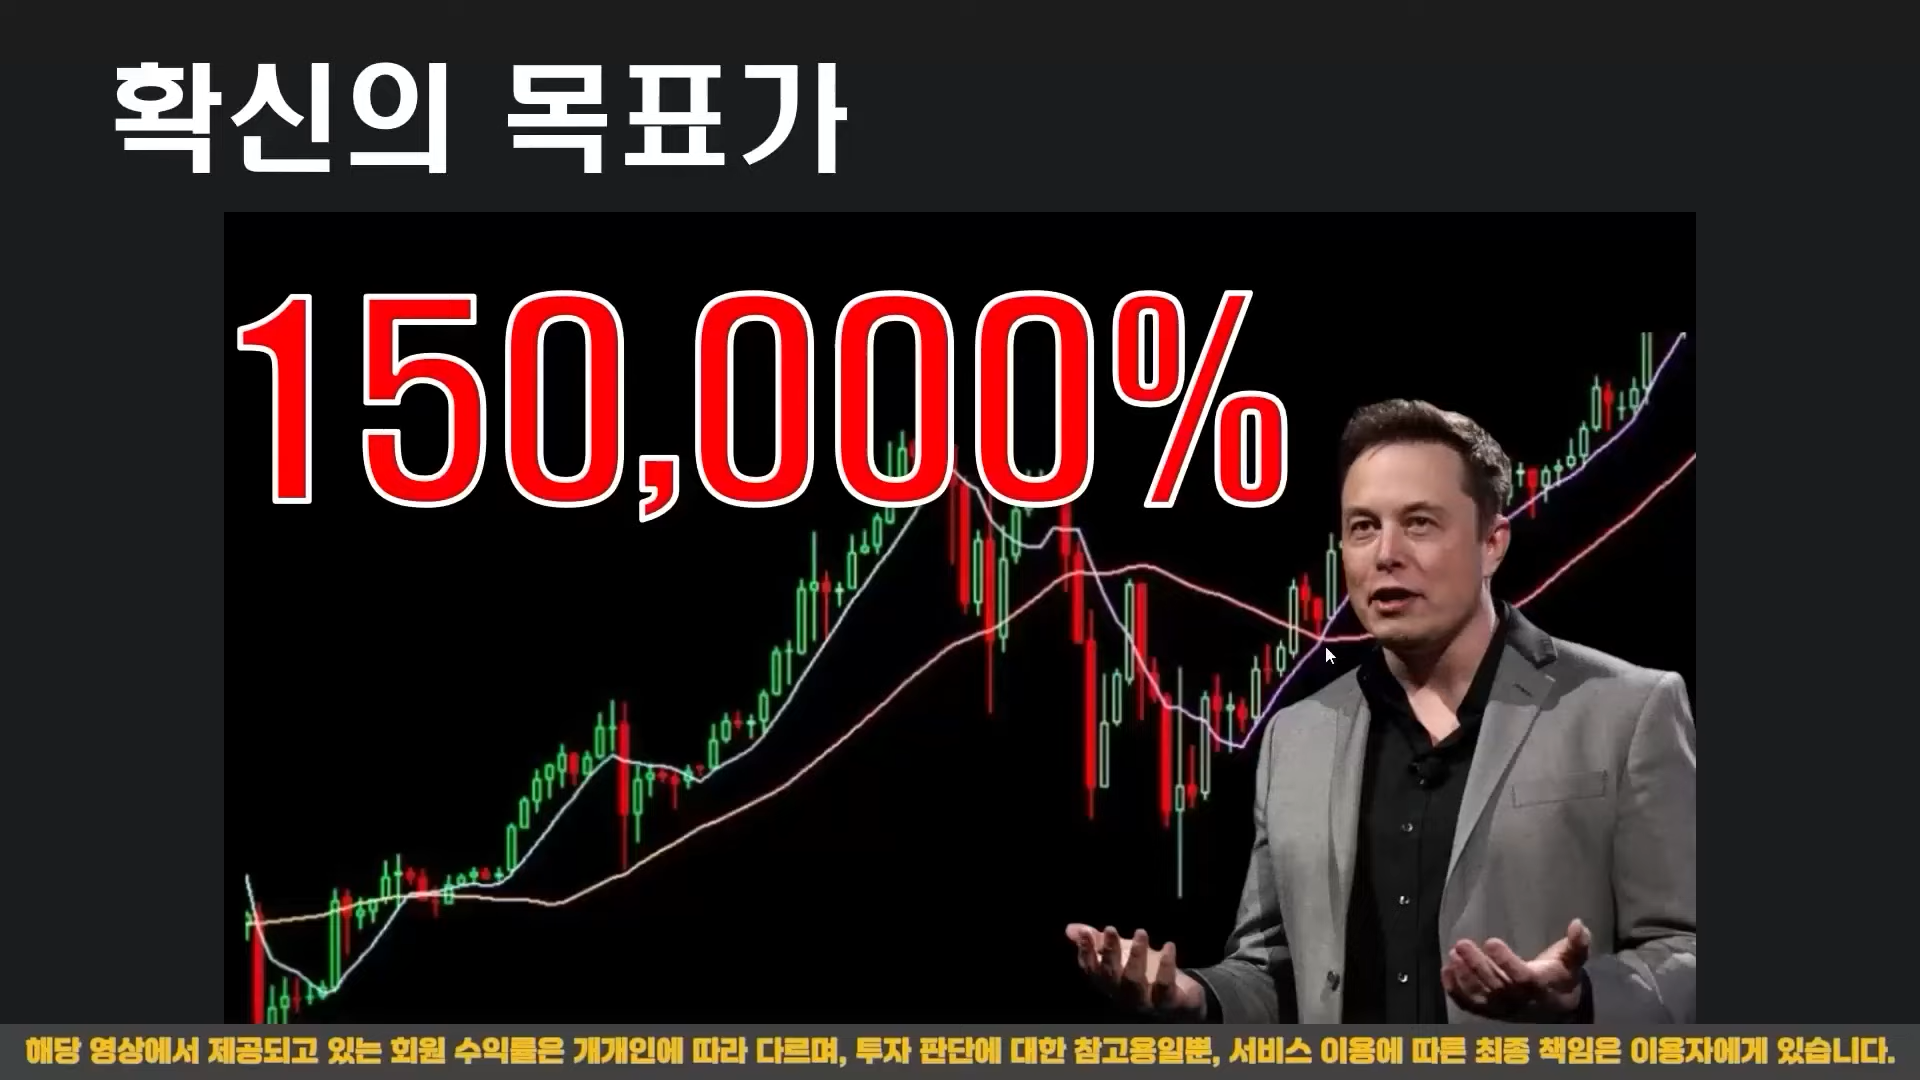 확신의 목표가
150,000%
해당 영상에서 제공되고 있는 회원 수익률은 개개인에 따라 다르며, 투자 판단에 대한 참고용일뿐, 서비스 이용에 따른 최종 책임은 이용자에게 있습니다.